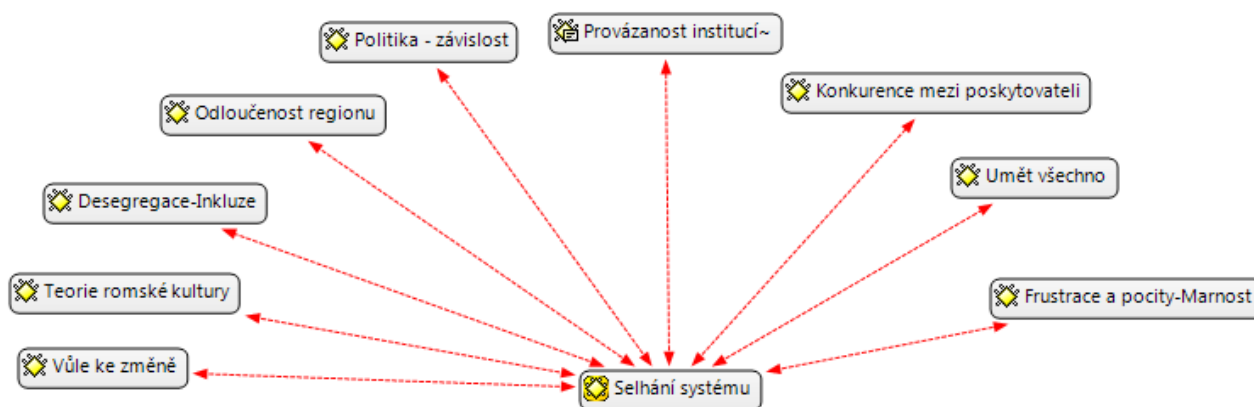 Provázanost institucí~
Politika - závislost
Konkurence mezi poskytovateli
Odloučenost regionu
Umět všechno
Desegregace-Inkluze
Teorie romské kultury
Frustrace a pocity-Marnost
Vůle ke změně
Selhání systému